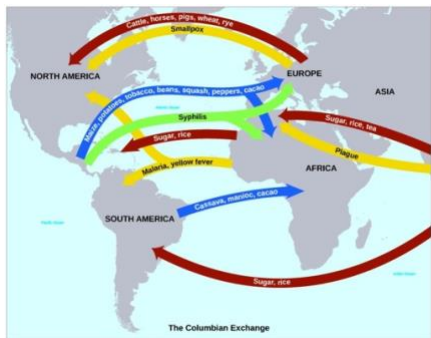 Cattle, horses, pigs, wheat, rye
Smallpox
NORTH AMERICA
EUROPE
ASIA
Maize, potatoes, tobacco, beans, squash, peppers, cacao
Syphilis
Sugar, rice
Sugar, rice, tea
Plague
Malaria, yellow fever
AFRICA
Cassava, manioc, cacao
SOUTH AMERICA
Sugar, rice
The Columbian Exchange